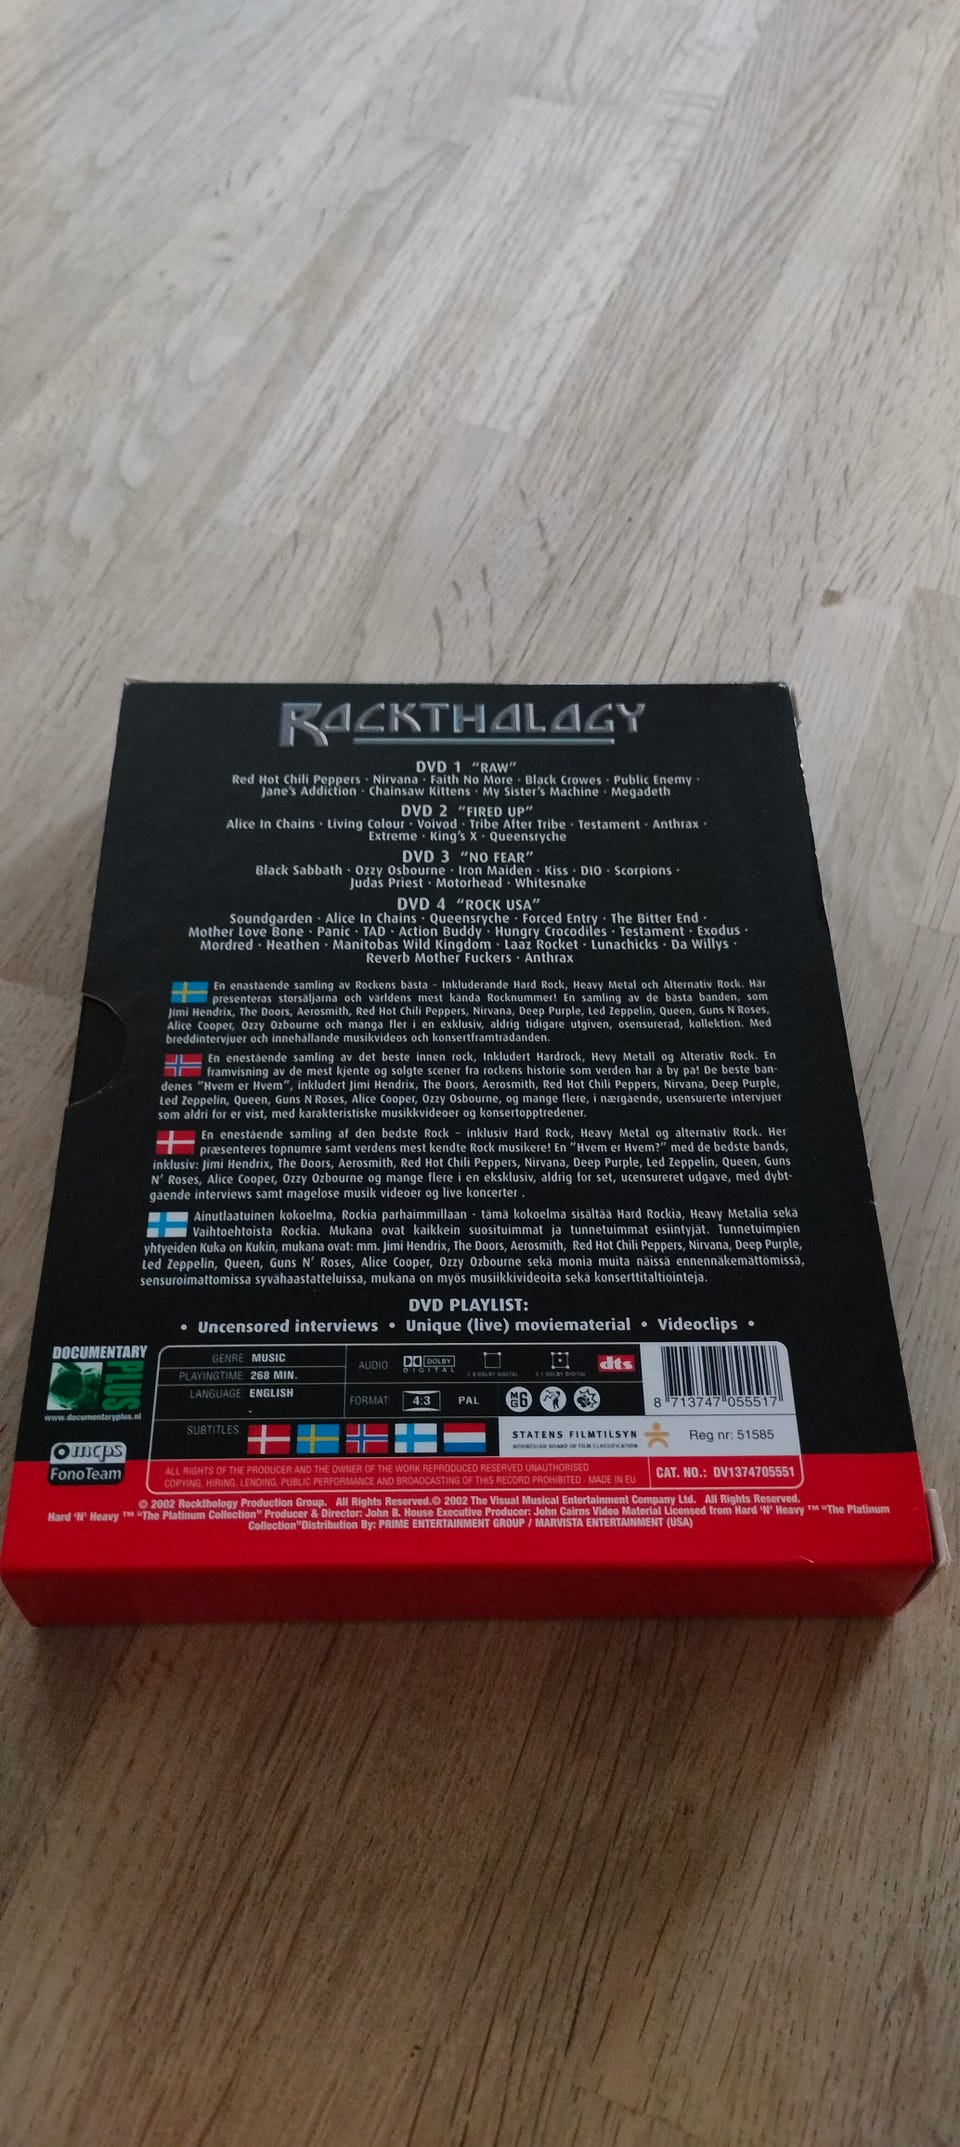 ROCKTHOLOGY
DVD 1 "RAW"
Red Hot Chili Peppers · Nirvana · Faith No More · Black Crowes · Public Enemy ·
Jane's Addiction · Chainsaw Kittens · My Sister's Machine · Megadeth
DVD 2 "FIRED UP"
Alice In Chains · Living Colour · Voivod · Tribe After Tribe · Testament · Anthrax ·
Extreme · King's X · Queensryche
DVD 3 "NO FEAR"
Black Sabbath · Ozzy Osbourne · Iron Maiden · Kiss · DIO · Scorpions ·
Judas Priest · Motorhead · Whitesnake
DVD 4 "ROCK USA"
Soundgarden · Alice In Chains · Queensryche · Forced Entry · The Bitter End ·
Mother Love Bone · Panic · TAD · Action Buddy · Hungry Crocodiles · Testament · Exodus ·
Mordred · Heathen · Manitobas Wild Kingdom · Laaz Rocket · Lunachicks · Da Willys ·
Reverb Mother Fuckers · Anthrax
En enastående samling av Rockens bästa – Inkluderande Hard Rock, Heavy Metal och Alternativ Rock. Här
presenteras storsäljarna och världens mest kända Rocknummer! En samling av de bästa banden, som
Jimi Hendrix, The Doors, Aerosmith, Red Hot Chili Peppers, Nirvana, Deep Purple, Led Zeppelin, Queen, Guns N Roses,
Alice Cooper, Ozzy Ozbourne och många fler i en exklusiv, aldrig tidigare utgiven, osensurerad, kollektion. Med
breddintervjuer och innehållande musikvideos och konsertframträdanden.
En enestående samling av det beste innen rock, Inkludert Hardrock, Hevy Metall og Alterativ Rock. En
framvisning av de mest kjente og solgte scener fra rockens historie som verden har å by på! De beste ban-
denes "Hvem er Hvem", inkludert Jimi Hendrix, The Doors, Aerosmith, Red Hot Chili Peppers, Nirvana, Deep Purple,
Led Zeppelin, Queen, Guns N Roses, Alice Cooper, Ozzy Osbourne, og mange flere, i nærgående, usensurerte intervjuer
som aldri for er vist, med karakteristiske musikkvideoer og konsertopptredener.
En enestående samling af den bedste Rock – inklusiv Hard Rock, Heavy Metal og alternativ Rock. Her
præsenteres topnumre samt verdens mest kendte Rock musikere! En "Hvem er Hvem?" med de bedste bands,
inklusiv: Jimi Hendrix, The Doors, Aerosmith, Red Hot Chili Peppers, Nirvana, Deep Purple, Led Zeppelin, Queen, Guns
N' Roses, Alice Cooper, Ozzy Ozbourne og mange flere i en eksklusiv, aldrig for set, ucensureret udgave, med dybt-
gående interviews samt magelose musik videoer og live koncerter .
Ainutlaatuinen kokoelma, Rockia parhaimmillaan - tämä kokoelma sisältää Hard Rockia, Heavy Metalia sekä
Vaihtoehtoista Rockia. Mukana ovat kaikkein suosituimmat ja tunnetuimmat esiintyjät. Tunnetuimpien
yhtyeiden Kuka on Kukin, mukana ovat: mm. Jimi Hendrix, The Doors, Aerosmith, Red Hot Chili Peppers, Nirvana, Deep Purple,
Led Zeppelin, Queen, Guns N' Roses, Alice Cooper, Ozzy Ozbourne sekä monia muita näissä ennennäkemättömissä,
sensuroimattomissa syvähaastatteluissa, mukana on myös musiikkivideoita sekä konserttitaltiointeja.
DVD PLAYLIST:
• Uncensored interviews • Unique (live) moviematerial • Videoclips •
DOCUMENTARY
PLUS
www.documentaryplus.nl
mcps
FonoTeam
GENRE MUSIC
PLAYINGTIME 268 MIN.
LANGUAGE ENGLISH
AUDIO DOLBY DIGITAL 2.0 DOLBY DIGITAL 5.1 DOLBY DIGITAL dts
FORMAT 4:3 PAL MG6
8 713747 055517
SUBTITLES
STATENS FILMTILSYN
NORWEGIAN BOARD OF FILM CLASSIFICATION
Reg nr: 51585
ALL RIGHTS OF THE PRODUCER AND THE OWNER OF THE WORK REPRODUCED RESERVED UNAUTHORISED
COPYING, HIRING, LENDING, PUBLIC PERFORMANCE AND BROADCASTING OF THIS RECORD PROHIBITED · MADE IN EU
CAT. NO.: DV1374705551
© 2002 Rockthology Production Group. All Rights Reserved.© 2002 The Visual Musical Entertainment Company Ltd. All Rights Reserved.
Hard 'N' Heavy ™ "The Platinum Collection" Producer & Director: John B. House Executive Producer: John Cairns Video Material Licensed from Hard 'N' Heavy ™ "The Platinum
Collection"Distribution By: PRIME ENTERTAINMENT GROUP / MARVISTA ENTERTAINMENT (USA)